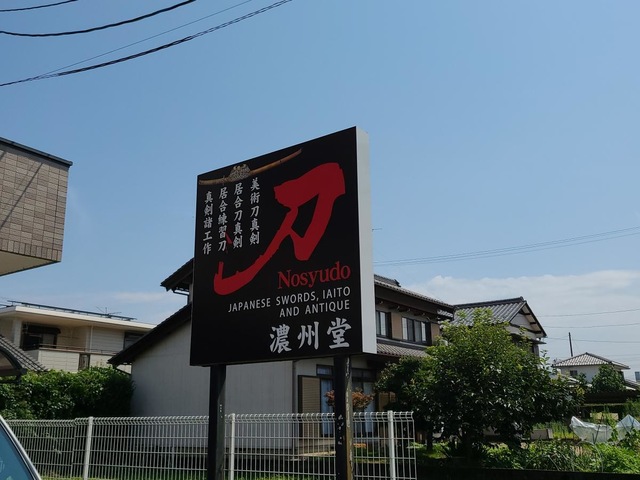 美術刀真剣
居合刀真剣
居合練習刀
真剣諸工作
刀
Nosyudo
JAPANESE SWORDS, IAITO
AND ANTIQUE
濃州堂